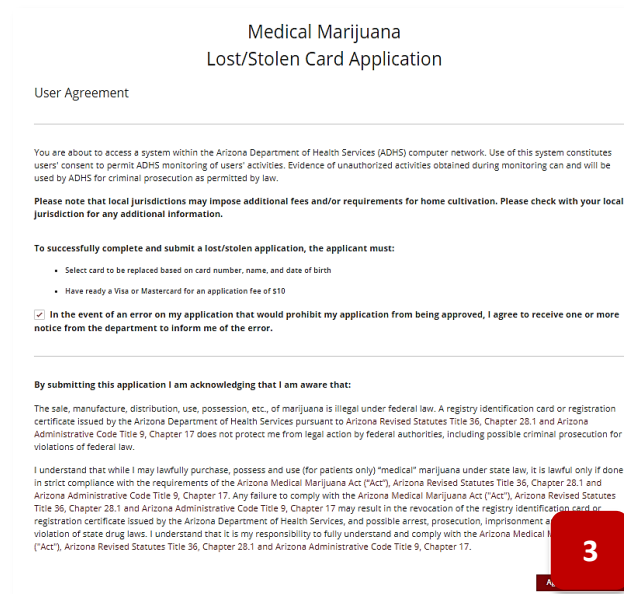 Medical Marijuana
Lost/Stolen Card Application
User Agreement
You are about to access a system within the Arizona Department of Health Services (ADHS) computer network. Use of this system constitutes
users' consent to permit ADHS monitoring of users' activities. Evidence of unauthorized activities obtained during monitoring can and will be
used by ADHS for criminal prosecution as permitted by law.
Please note that local jurisdictions may impose additional fees and/or requirements for home cultivation. Please check with your local
jurisdiction for any additional information.
To successfully complete and submit a lost/stolen application, the applicant must:
• Select card to be replaced based on card number, name, and date of birth
• Have ready a Visa or Mastercard for an application fee of $10
In the event of an error on my application that would prohibit my application from being approved, I agree to receive one or more
notice from the department to inform me of the error.
By submitting this application I am acknowledging that I am aware that:
The sale, manufacture, distribution, use, possession, etc., of marijuana is illegal under federal law. A registry identification card or registration
certificate issued by the Arizona Department of Health Services pursuant to Arizona Revised Statutes Title 36, Chapter 28.1 and Arizona
Administrative Code Title 9, Chapter 17 does not protect me from legal action by federal authorities, including possible criminal prosecution for
violations of federal law.
I understand that while I may lawfully purchase, possess and use (for patients only) "medical" marijuana under state law, it is lawful only if done
in strict compliance with the requirements of the Arizona Medical Marijuana Act ("Act"), Arizona Revised Statutes Title 36, Chapter 28.1 and
Arizona Administrative Code Title 9, Chapter 17. Any failure to comply with the Arizona Medical Marijuana Act ("Act"), Arizona Revised Statutes
Title 36, Chapter 28.1 and Arizona Administrative Code Title 9, Chapter 17 may result in the revocation of the registry identification card or
registration certificate issued by the Arizona Department of Health Services, and possible arrest, prosecution, imprisonment
violation of state drug laws. I understand that it is my responsibility to fully understand and comply with the Arizona Medical
("Act"), Arizona Revised Statutes Title 36, Chapter 28.1 and Arizona Administrative Code Title 9, Chapter 17.
3